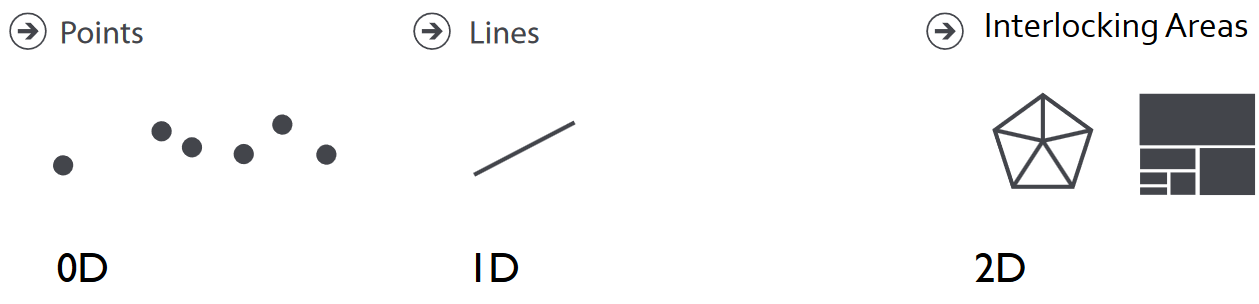 Points
Lines
Interlocking Areas
0D
1D
2D